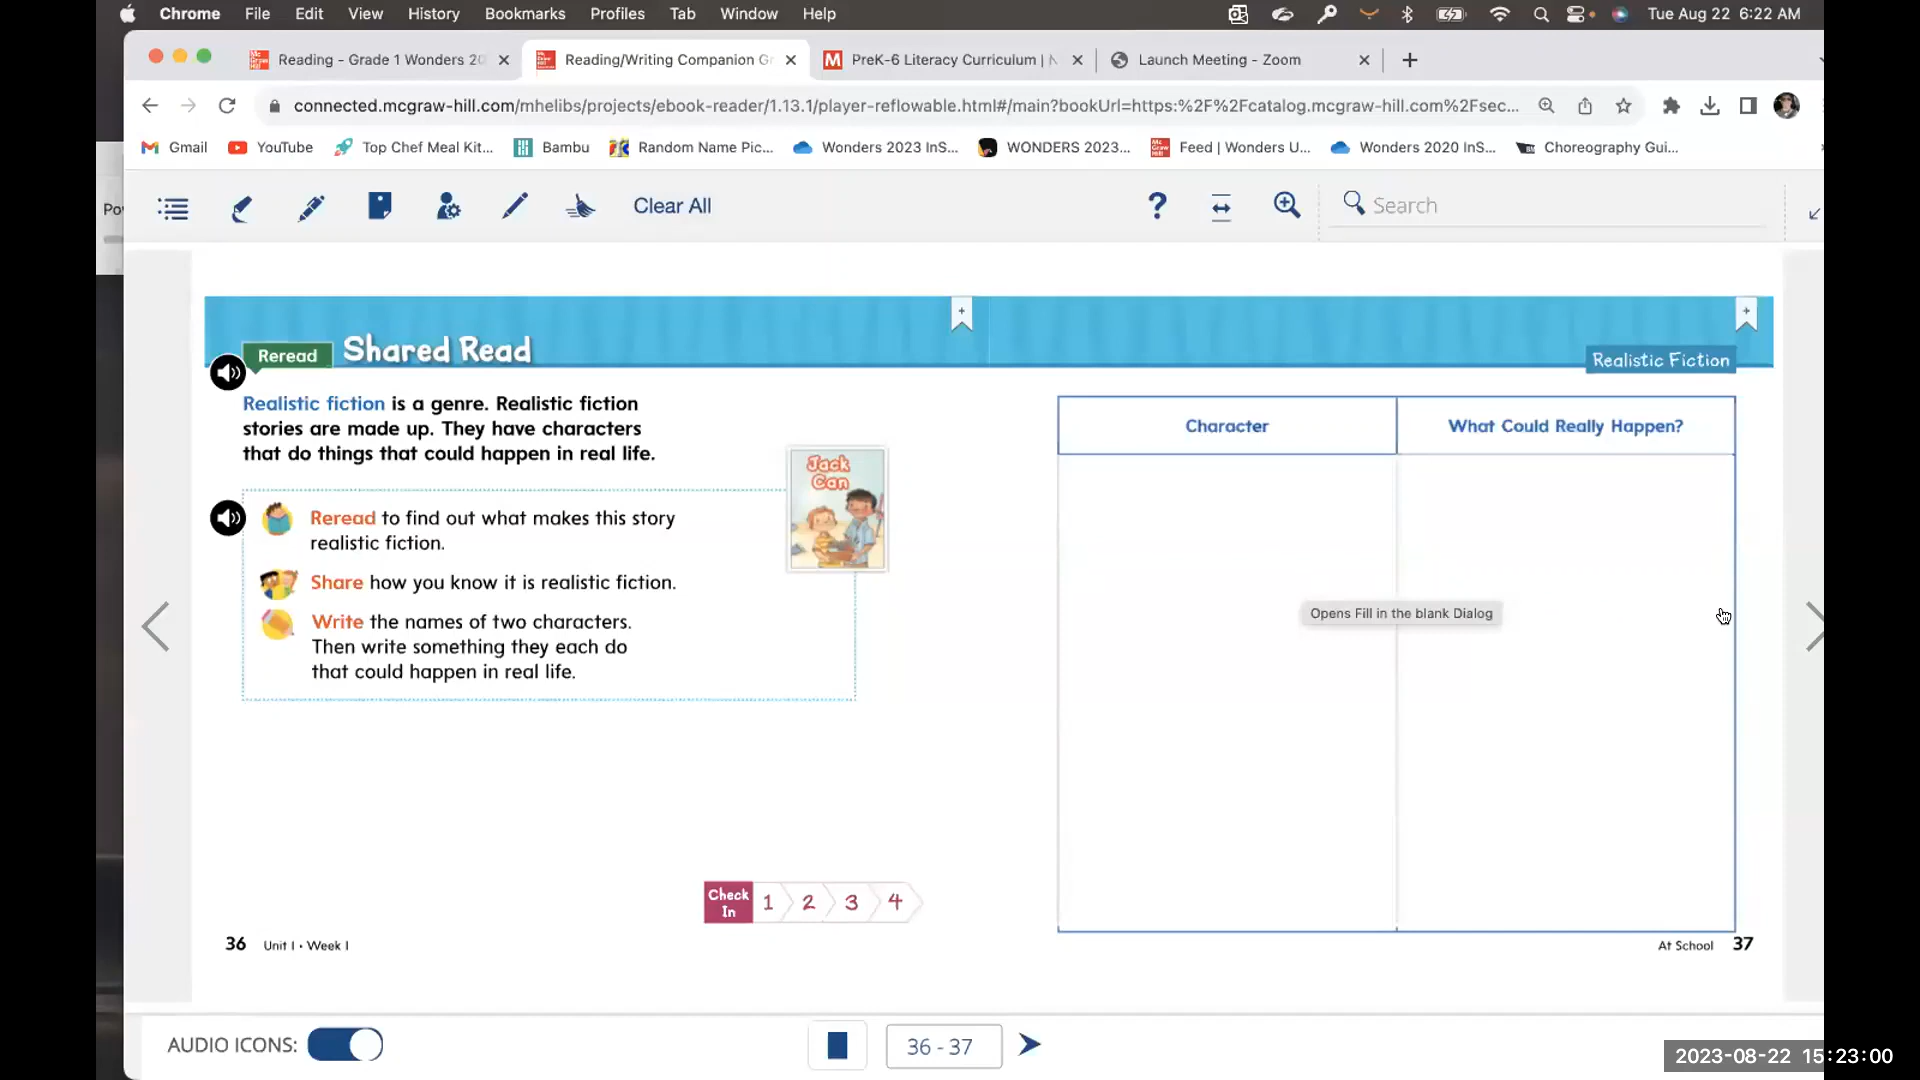 Chrome File Edit View History Bookmarks Profiles Tab Window Help Tue Aug 22 6:22 AM
Reading - Grade 1 Wonders 20 Reading/Writing Companion Gr PreK-6 Literacy Curriculum | Launch Meeting - Zoom
connected.mcgraw-hill.com/mhelibs/projects/ebook-reader/1.13.1/player-reflowable.html#/main?bookUrl=https:%2F%2Fcatalog.mcgraw-hill.com%2Fsec...
Gmail YouTube Top Chef Meal Kit... Bambu Random Name Pic... Wonders 2023 InS... WONDERS 2023... Feed | Wonders U... Wonders 2020 InS... Choreography Gui...
Clear All ? Search
Reread Shared Read
Realistic Fiction
Realistic fiction is a genre. Realistic fiction
stories are made up. They have characters
that do things that could happen in real life.
Jack
Can
Reread to find out what makes this story
realistic fiction.
Share how you know it is realistic fiction.
Write the names of two characters.
Then write something they each do
that could happen in real life.
Check
In
1 2 3 4
36 Unit 1 • Week 1
Character What Could Really Happen?
Opens Fill in the blank Dialog
At School 37
AUDIO ICONS: 36 - 37
2023-08-22 15:23:00